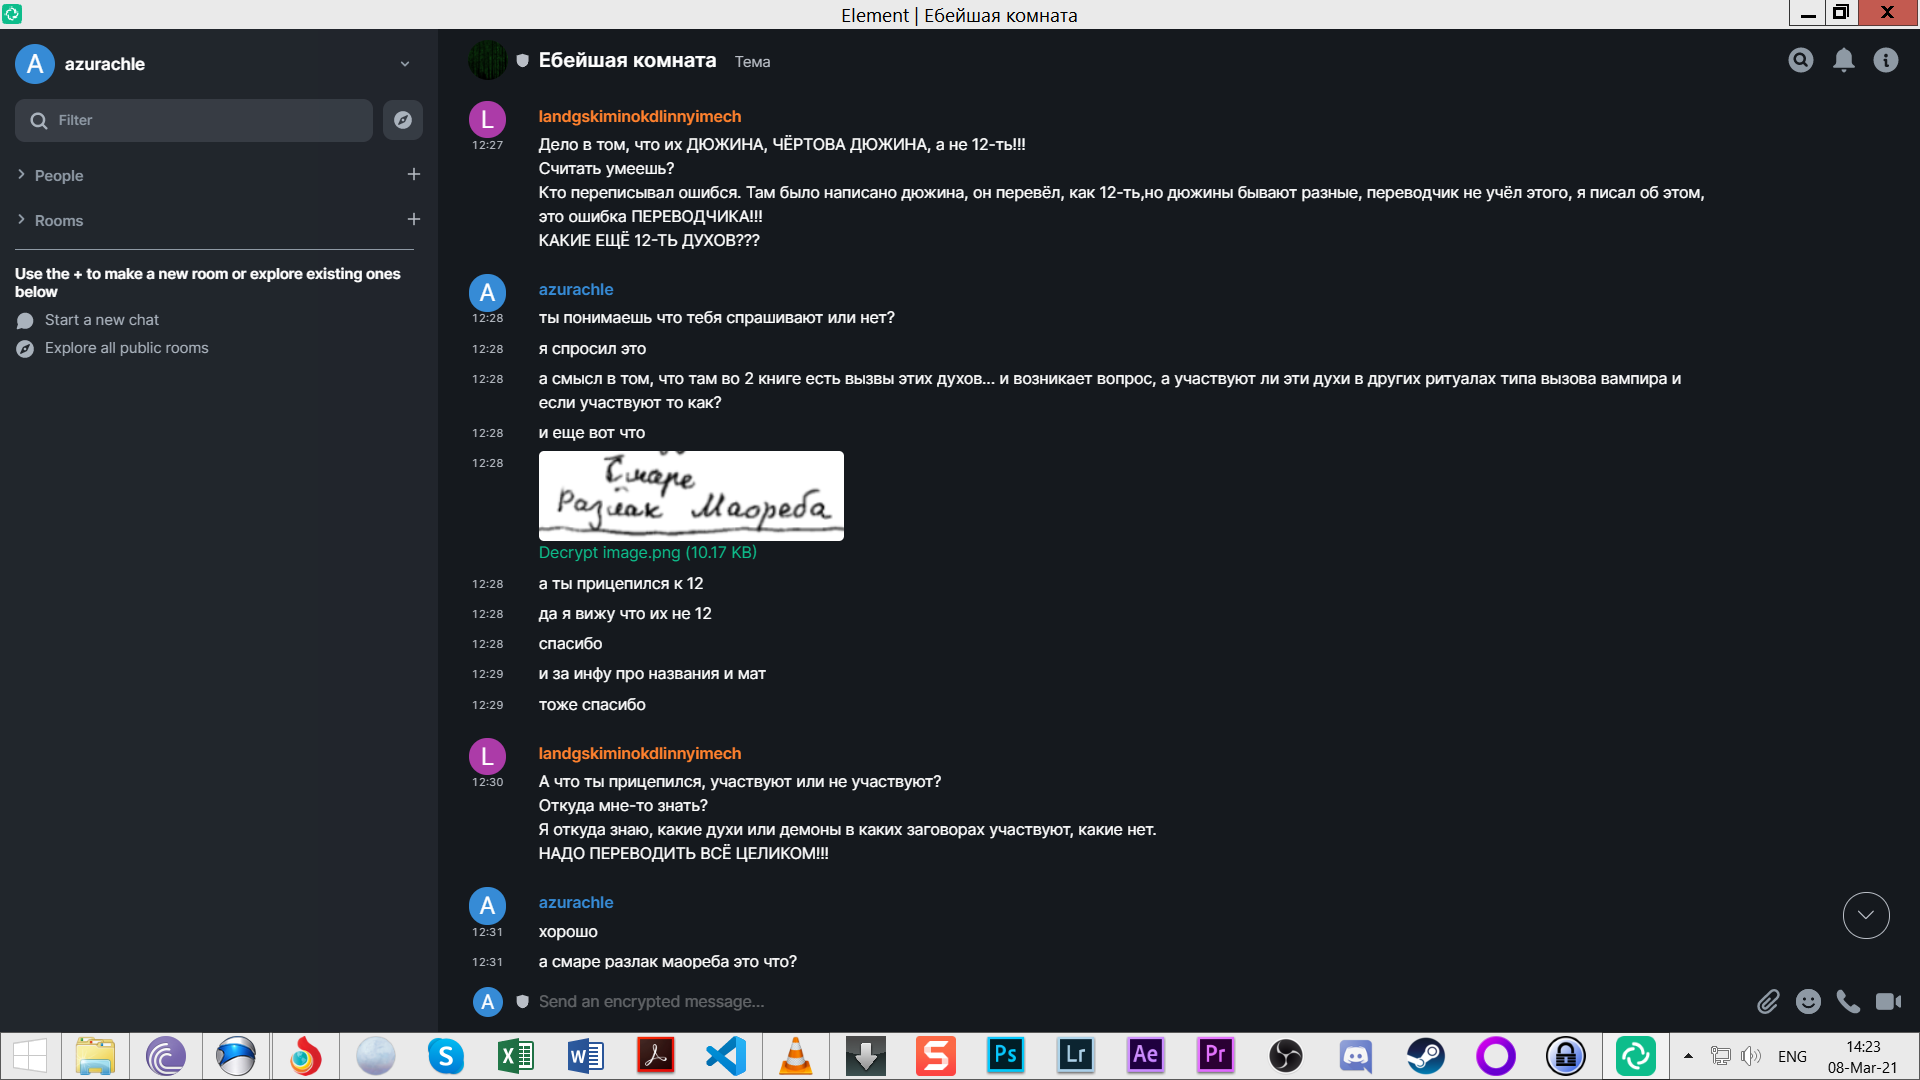 Element | Ебейшая комната
A
azurachle
Filter
People
Rooms
Use the + to make a new room or explore existing ones
below
Start a new chat
Explore all public rooms
Ебейшая комната Тема
L
landgskiminokdlinnyimech
12:27 Дело в том, что их ДЮЖИНА, ЧЁРТОВА ДЮЖИНА, а не 12-ть!!!
Считать умеешь?
Кто переписывал ошибся. Там было написано дюжина, он перевёл, как 12-ть,но дюжины бывают разные, переводчик не учёл этого, я писал об этом,
это ошибка ПЕРЕВОДЧИКА!!!
КАКИЕ ЕЩЁ 12-ТЬ ДУХОВ???
A
azurachle
12:28 ты понимаешь что тебя спрашивают или нет?
12:28 я спросил это
12:28 а смысл в том, что там во 2 книге есть вызвы этих духов... и возникает вопрос, а участвуют ли эти духи в других ритуалах типа вызова вампира и
если участвуют то как?
12:28 и еще вот что
12:28
Смаре
Разлак Маореба
Decrypt image.png (10.17 KB)
12:28 а ты прицепился к 12
12:28 да я вижу что их не 12
12:28 спасибо
12:29 и за инфу про названия и мат
12:29 тоже спасибо
L
landgskiminokdlinnyimech
12:30 А что ты прицепился, участвуют или не участвуют?
Откуда мне-то знать?
Я откуда знаю, какие духи или демоны в каких заговорах участвуют, какие нет.
НАДО ПЕРЕВОДИТЬ ВСЁ ЦЕЛИКОМ!!!
A
azurachle
12:31 хорошо
12:31 а смаре разлак маореба это что?
A
Send an encrypted message...
S
X
W
S
Ps
Lr
Ae
Pr
ENG
14:23
08-Mar-21